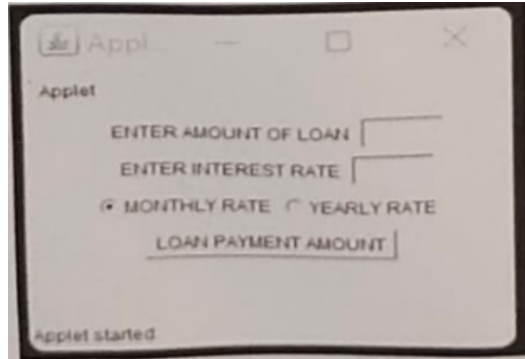 Appl...
Applet
ENTER AMOUNT OF LOAN
ENTER INTEREST RATE
MONTHLY RATE YEARLY RATE
LOAN PAYMENT AMOUNT
Applet started.